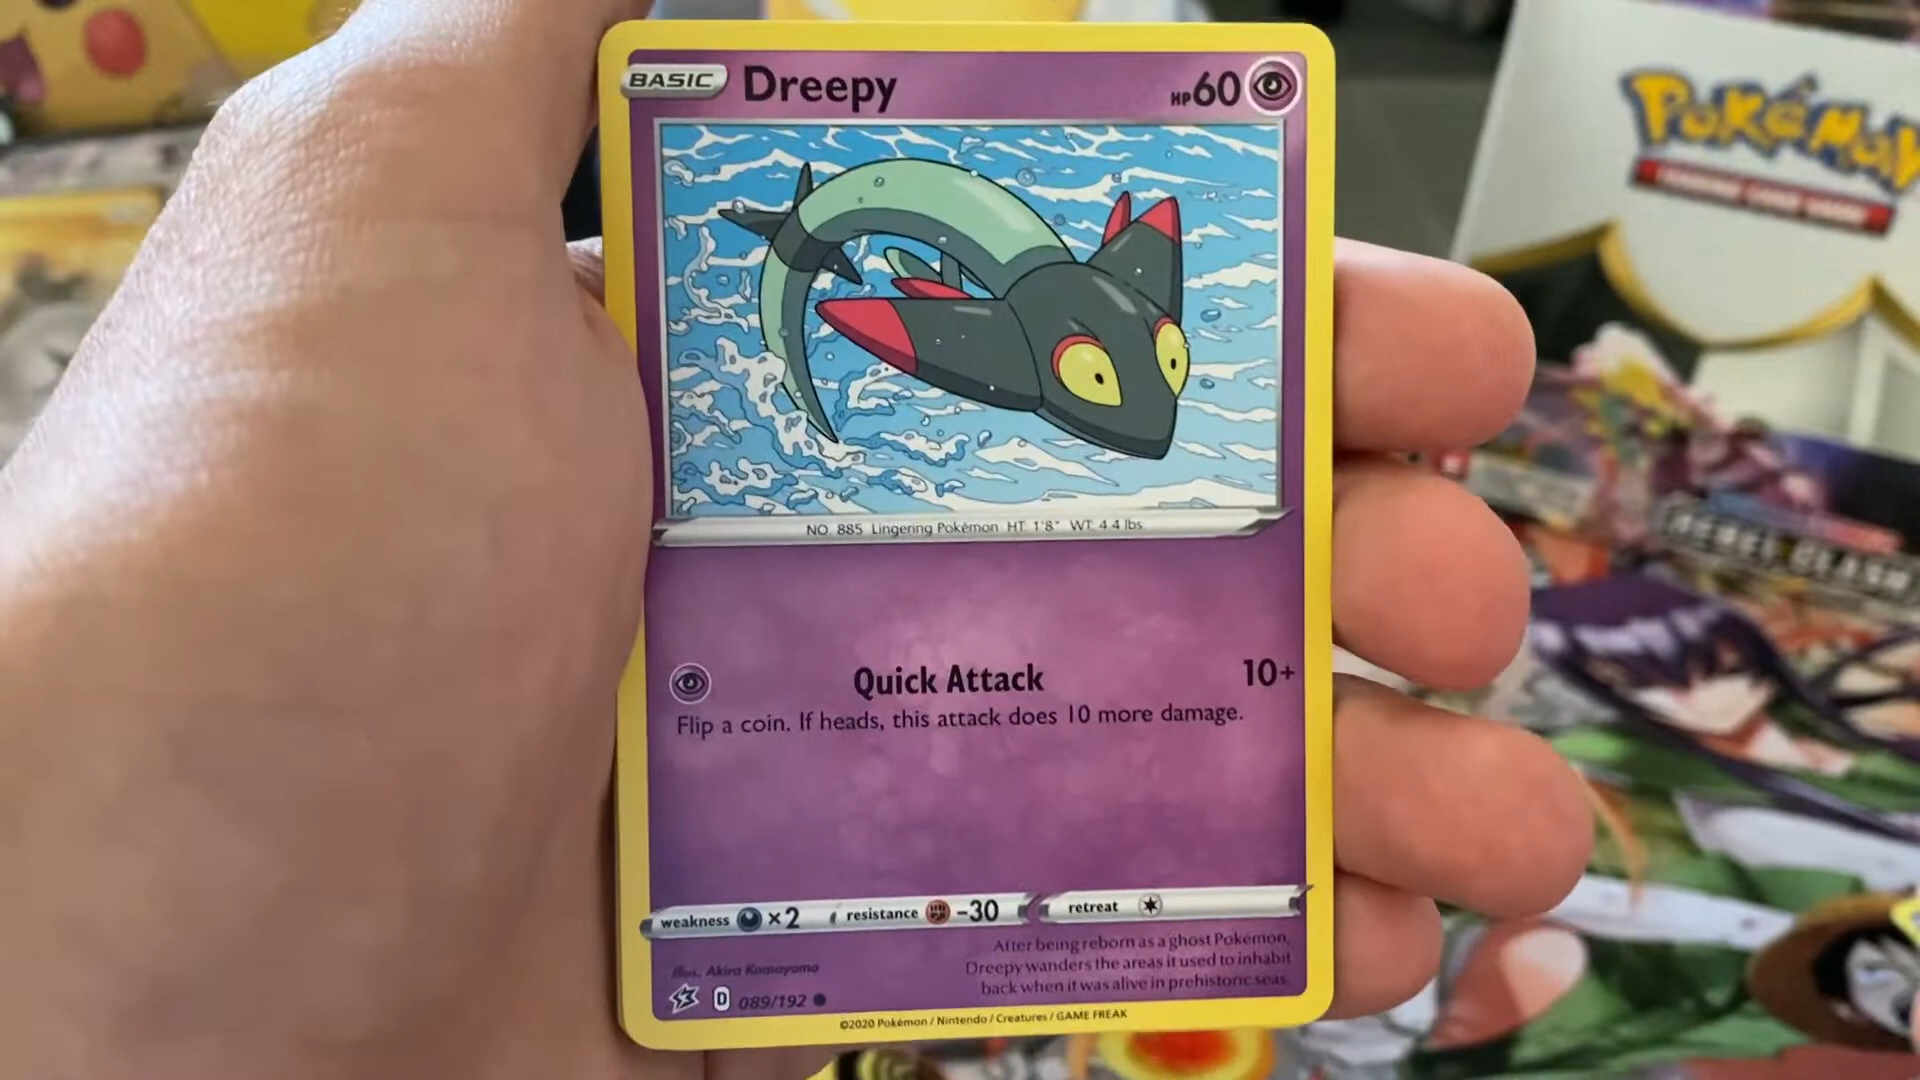 BASIC Dreepy HP60
Pokémon
TRADING CARD GAME
NO. 885 Lingering Pokémon HT: 1'8" WT: 4.4 lbs.
REBEL CLASH
Quick Attack 10+
Flip a coin. If heads, this attack does 10 more damage.
weakness ×2 resistance -30 retreat
After being reborn as a ghost Pokémon,
Dreepy wanders the areas it used to inhabit
back when it was alive in prehistoric seas.
Illus. Akira Komayama
D 089/192
©2020 Pokémon / Nintendo / Creatures / GAME FREAK